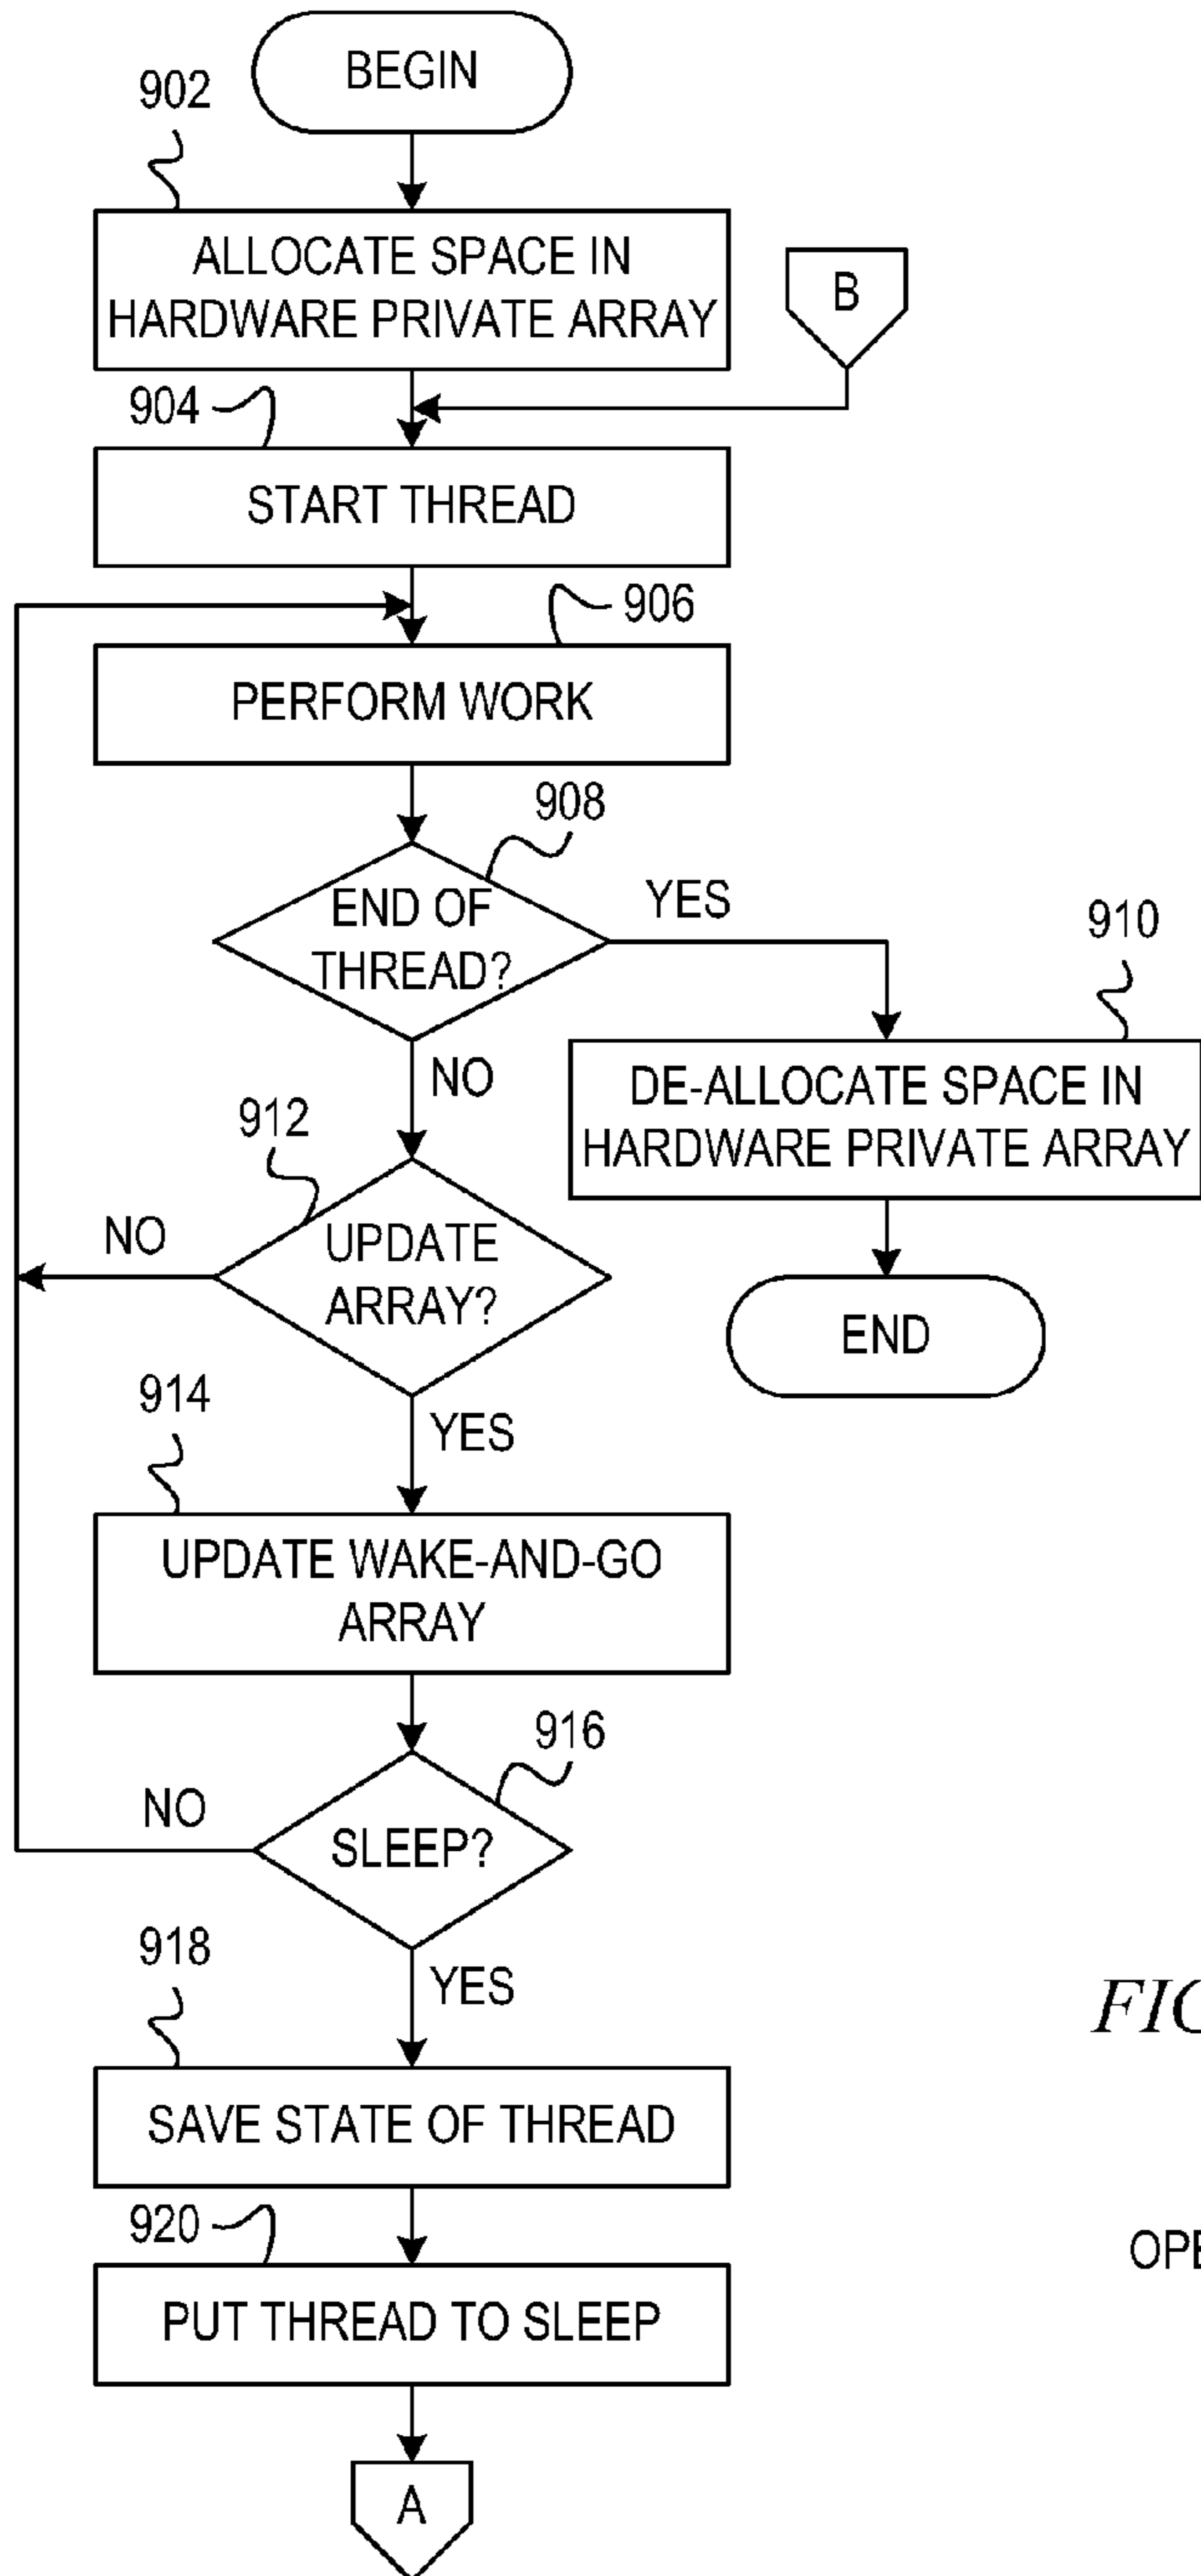 BEGIN
902
ALLOCATE SPACE IN
HARDWARE PRIVATE ARRAY
B
904
START THREAD
906
PERFORM WORK
908
END OF
THREAD?
YES
910
NO
DE-ALLOCATE SPACE IN
HARDWARE PRIVATE ARRAY
912
NO
UPDATE
ARRAY?
END
914
YES
UPDATE WAKE-AND-GO
ARRAY
916
NO
SLEEP?
918
YES
SAVE STATE OF THREAD
920
PUT THREAD TO SLEEP
A